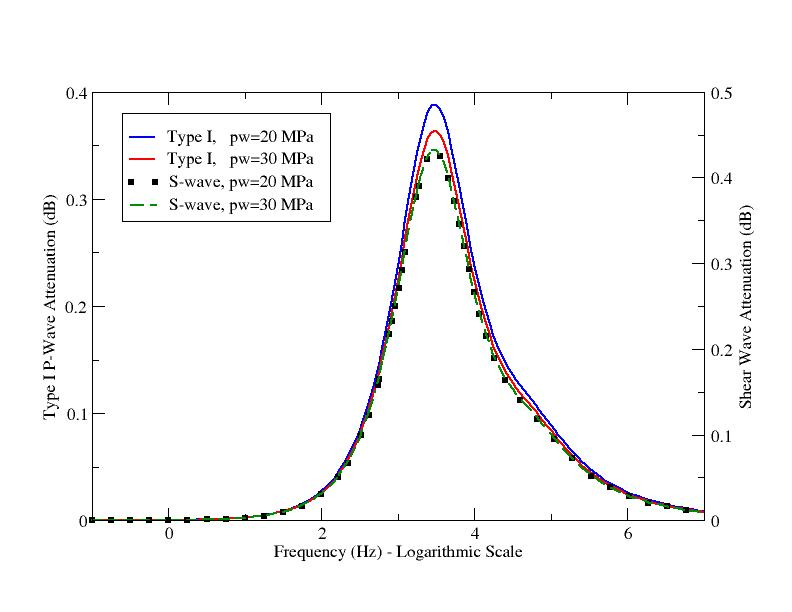 0.4
0.3
0.2
0.1
0
Type I P-Wave Attenuation (dB)
Type I, pw=20 MPa
Type I, pw=30 MPa
S-wave, pw=20 MPa
S-wave, pw=30 MPa
0.5
0.4
0.3
0.2
0.1
0
Shear Wave Attenuation (dB)
0 2 4 6
Frequency (Hz) - Logarithmic Scale